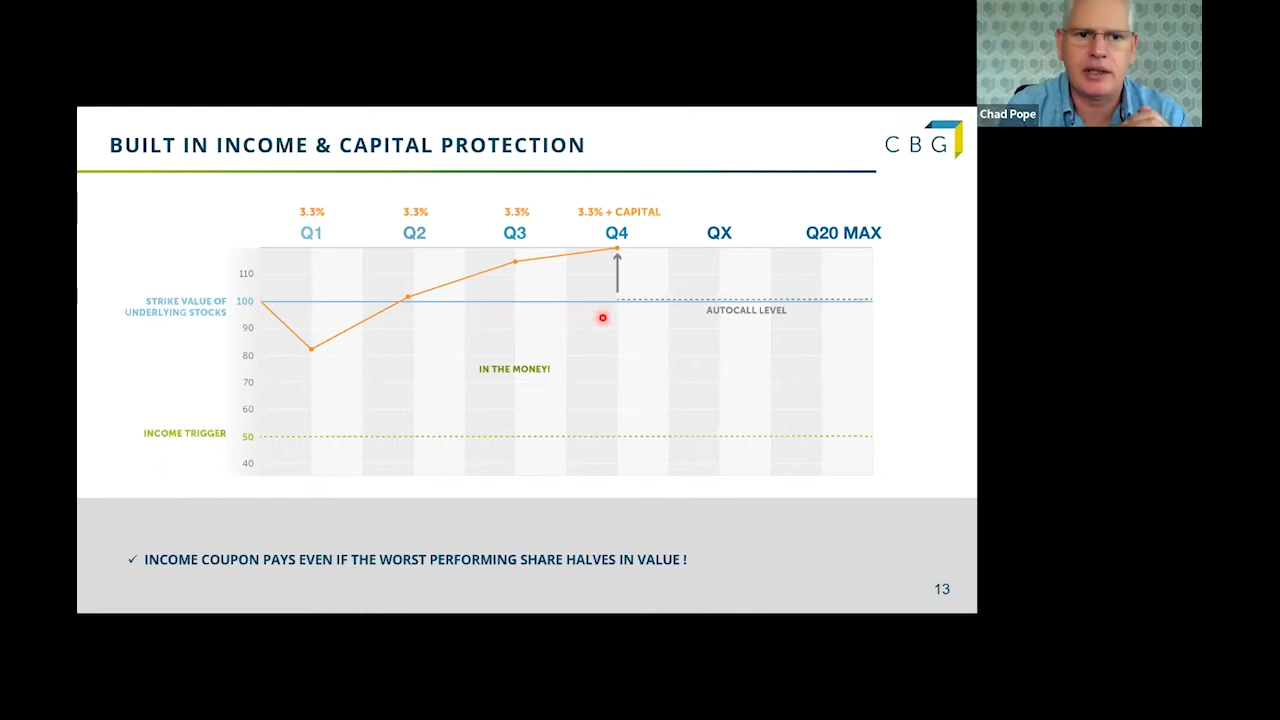 Chad Pope
BUILT IN INCOME & CAPITAL PROTECTION
CBG
3.3% 3.3% 3.3% 3.3% + CAPITAL
Q1 Q2 Q3 Q4 QX Q20 MAX
110
STRIKE VALUE OF
UNDERLYING STOCKS
100
AUTOCALL LEVEL
90
80
IN THE MONEY!
70
60
INCOME TRIGGER
50
40
✓ INCOME COUPON PAYS EVEN IF THE WORST PERFORMING SHARE HALVES IN VALUE !
13